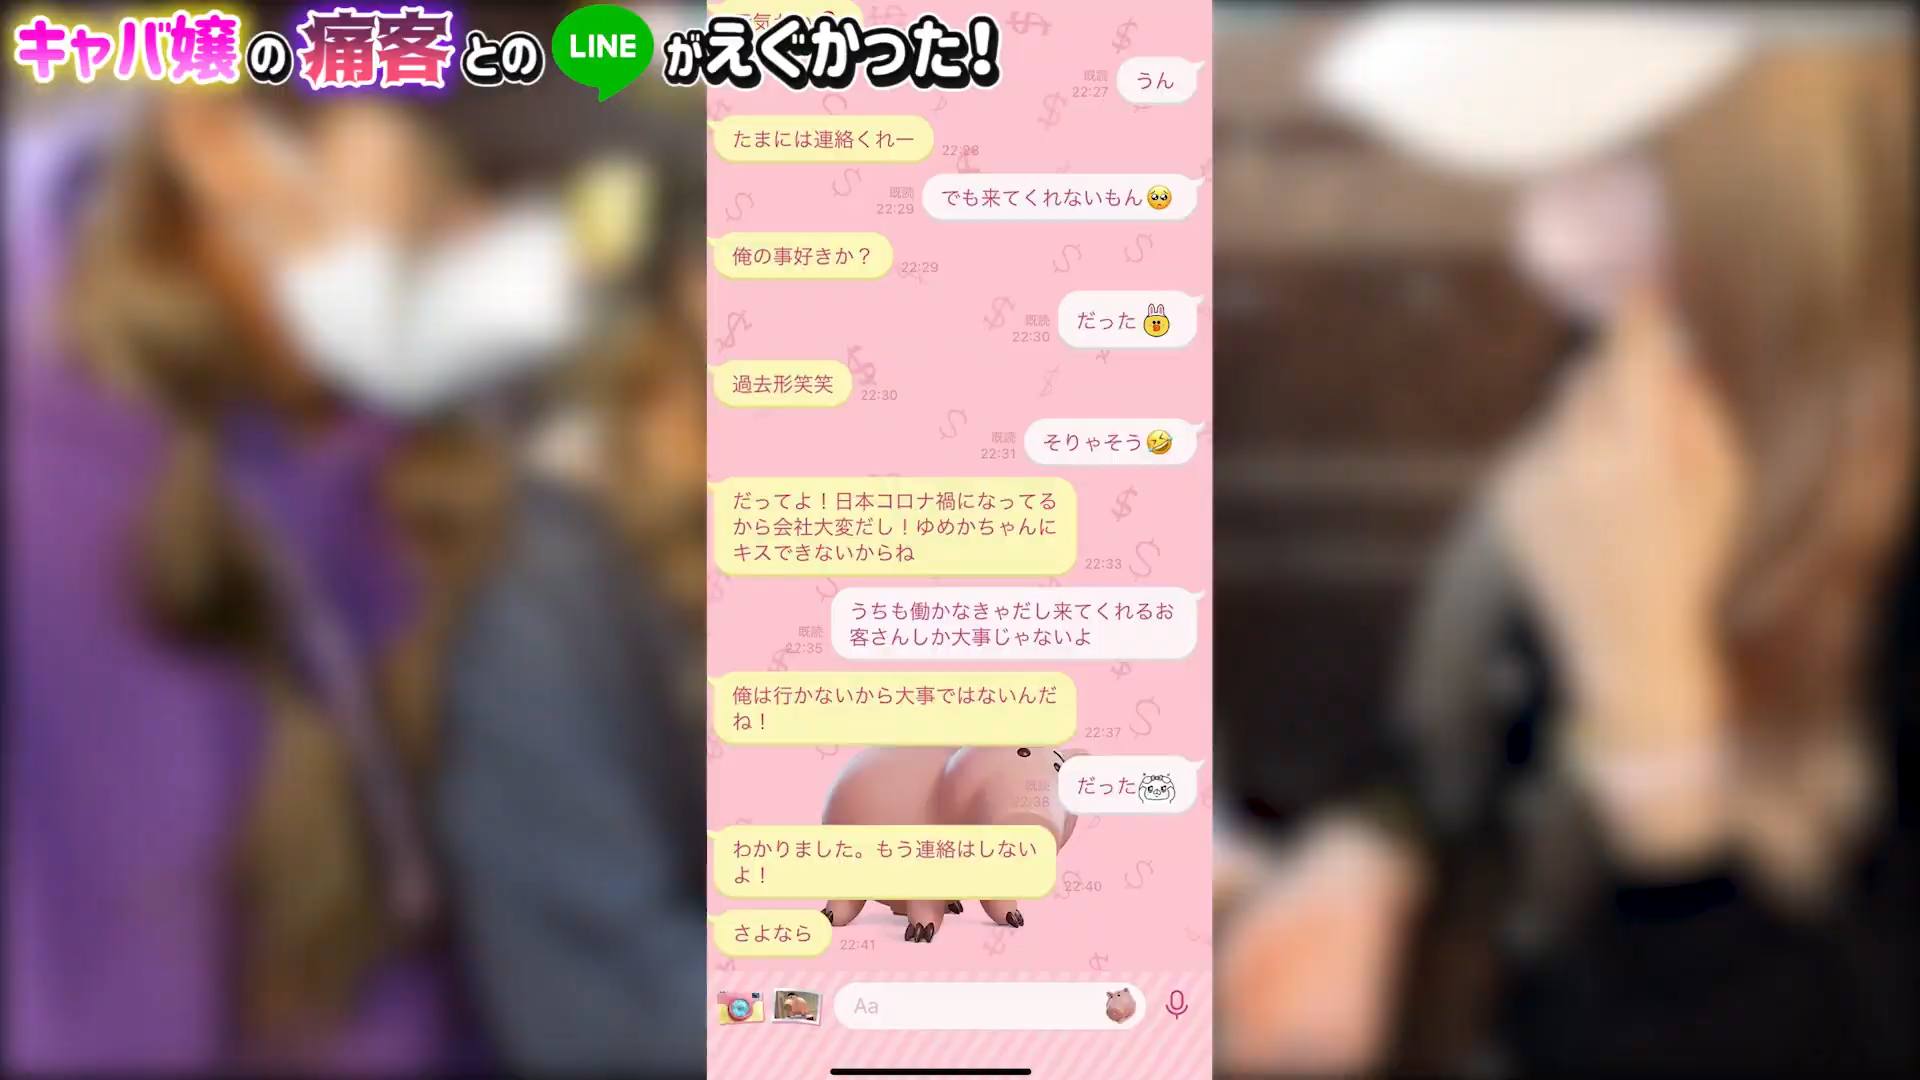 キャバ嬢の痛客とのLINEがえぐかった!
既読
22:27
うん
たまには連絡くれー
22:28
既読
22:29
でも来てくれないもん🥺
俺の事好きか？
22:29
既読
22:30
だった
過去形笑笑
22:30
既読
22:31
そりゃそう🤣
だってよ！日本コロナ禍になってる
から会社大変だし！ゆめかちゃんに
キスできないからね
22:33
既読
22:35
うちも働かなきゃだし来てくれるお
客さんしか大事じゃないよ
俺は行かないから大事ではないんだ
ね！
22:37
既読
22:38
だった
わかりました。もう連絡はしない
よ！
22:40
さよなら
22:41
Aa